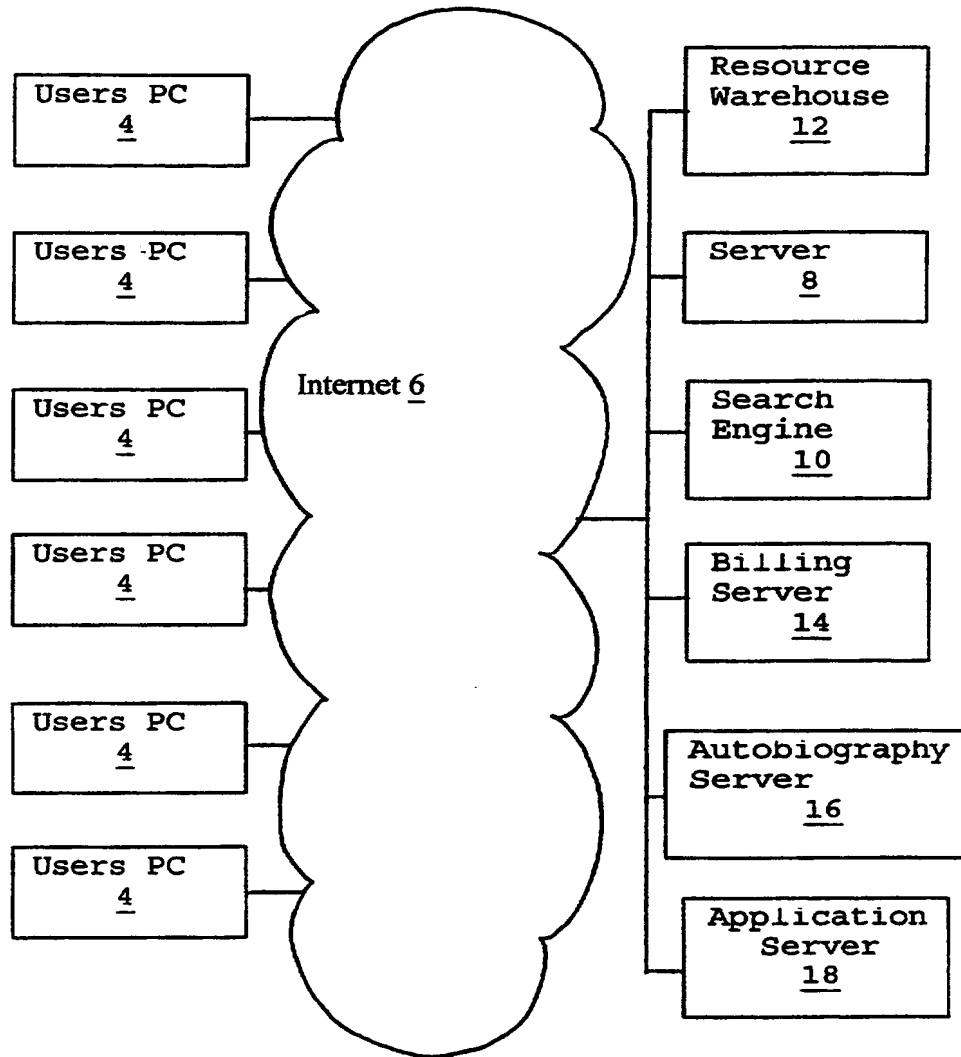 Users PC
4
Users PC
4
Users PC
4
Users PC
4
Users PC
4
Users PC
4
Internet 6
Resource
Warehouse
12
Server
8
Search
Engine
10
Billing
Server
14
Autobiography
Server
16
Application
Server
18